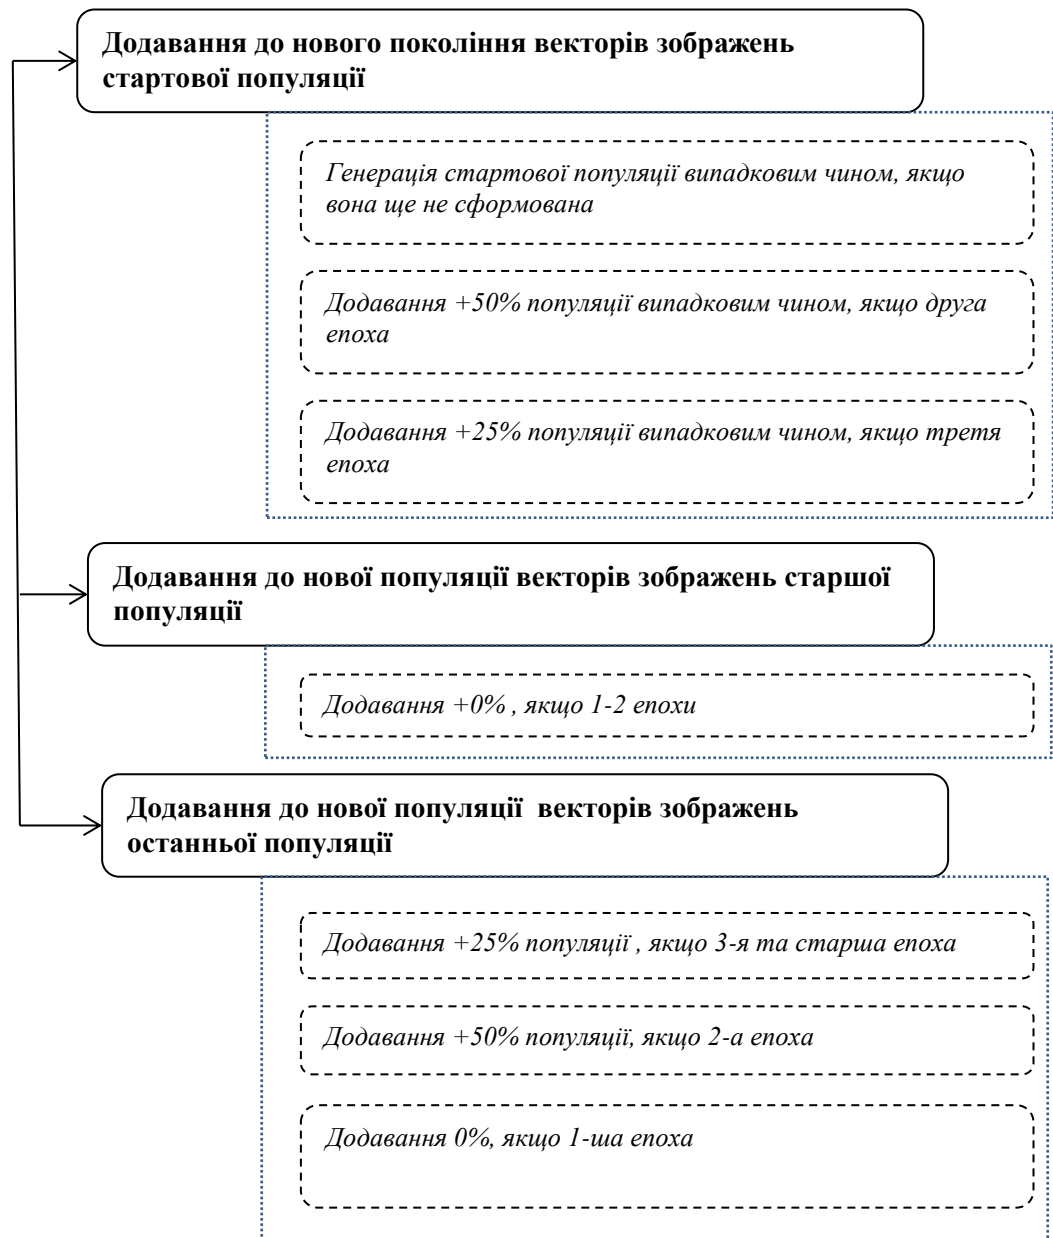 Додавання до нового покоління векторів зображень
стартової популяції
Генерація стартової популяції випадковим чином, якщо
вона ще не сформована
Додавання +50% популяції випадковим чином, якщо друга
епоха
Додавання +25% популяції випадковим чином, якщо третя
епоха
Додавання до нової популяції векторів зображень старшої
популяції
Додавання +0% , якщо 1-2 епохи
Додавання до нової популяції  векторів зображень
останньої популяції
Додавання +25% популяції , якщо 3-я та старша епоха
Додавання +50% популяції, якщо 2-а епоха
Додавання 0%, якщо 1-ша епоха